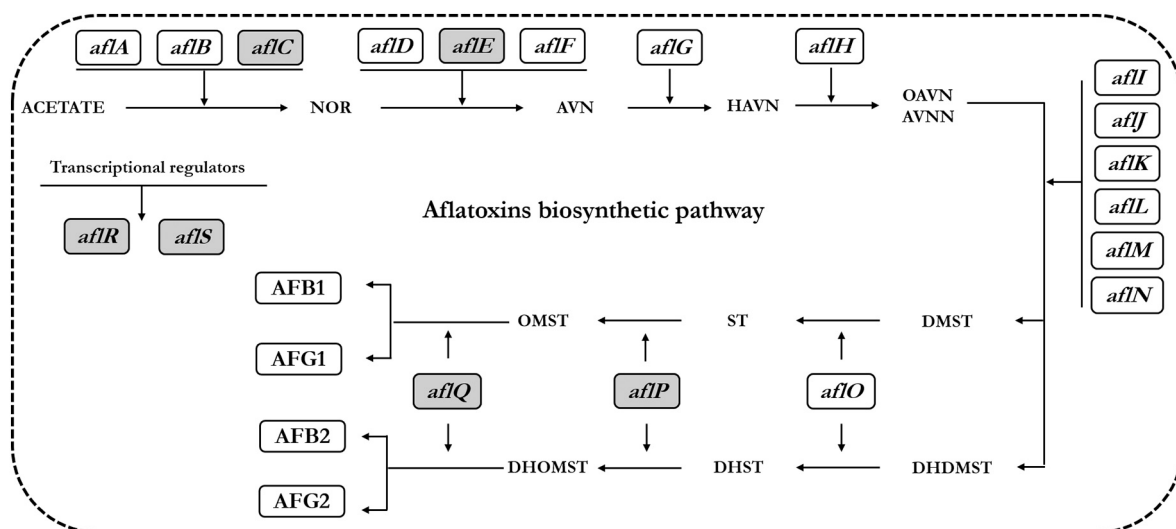 aflA aflB aflC aflD aflE aflF aflG aflH
aflI
ACETATE NOR AVN HAVN OAVN
AVNN
aflJ
aflK
aflL
aflM
aflN
Transcriptional regulators
aflR aflS
Aflatoxins biosynthetic pathway
AFB1
OMST ST DMST
AFG1
aflQ aflP aflO
AFB2
DHOMST DHST DHDMST
AFG2